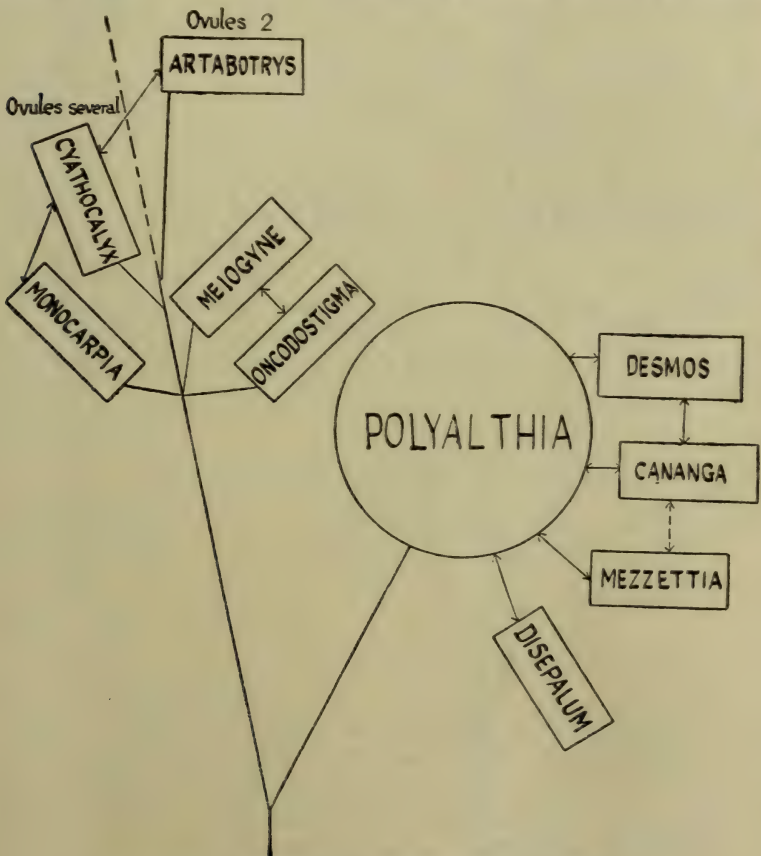 Ovules 2
ARTABOTRYS
Ovules several
CYATHOCALYX
MONOCARPIA
MEIOGYNE
ONCODOSTIGMA
POLYALTHIA
DESMOS
CANANGA
MEZZETTIA
DISEPALUM